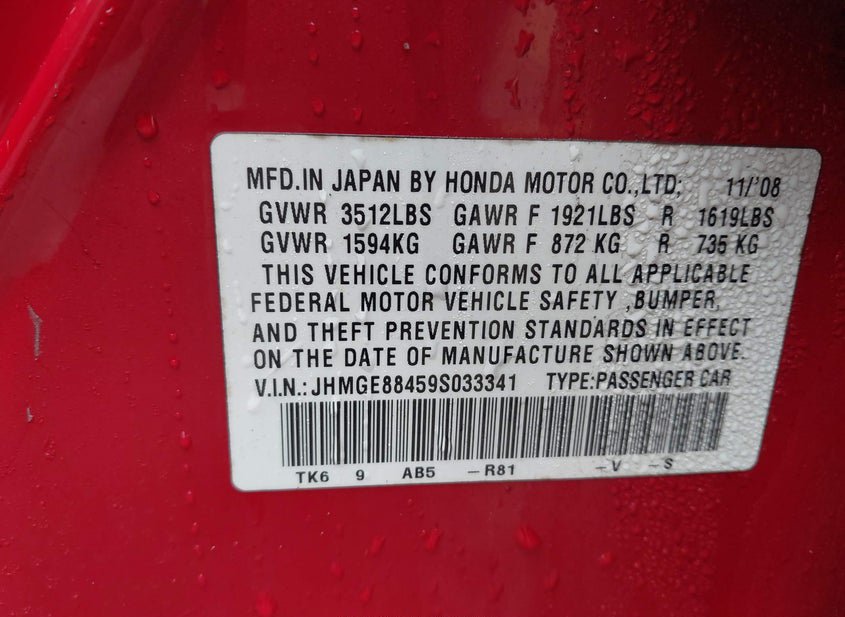 MFD.IN JAPAN BY HONDA MOTOR CO.,LTD; 11/'08
GVWR 3512LBS GAWR F 1921LBS R 1619LBS
GVWR 1594KG GAWR F 872 KG R 735 KG
THIS VEHICLE CONFORMS TO ALL APPLICABLE
FEDERAL MOTOR VEHICLE SAFETY ,BUMPER,
AND THEFT PREVENTION STANDARDS IN EFFECT
ON THE DATE OF MANUFACTURE SHOWN ABOVE.
V.I.N.: JHMGE88459S033341 TYPE:PASSENGER CAR
TK6 9 AB5 –R81 –V –S